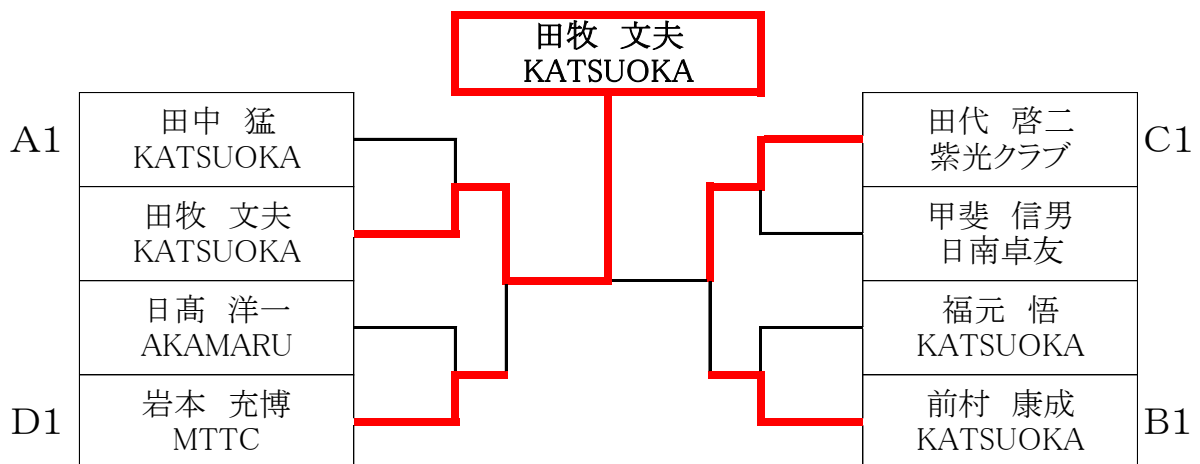 田牧 文夫
KATSUOKA
A1
田中 猛
KATSUOKA
田牧 文夫
KATSUOKA
日髙 洋一
AKAMARU
D1
岩本 充博
MTTC
田代 啓二
紫光クラブ
C1
甲斐 信男
日南卓友
福元 悟
KATSUOKA
前村 康成
KATSUOKA
B1